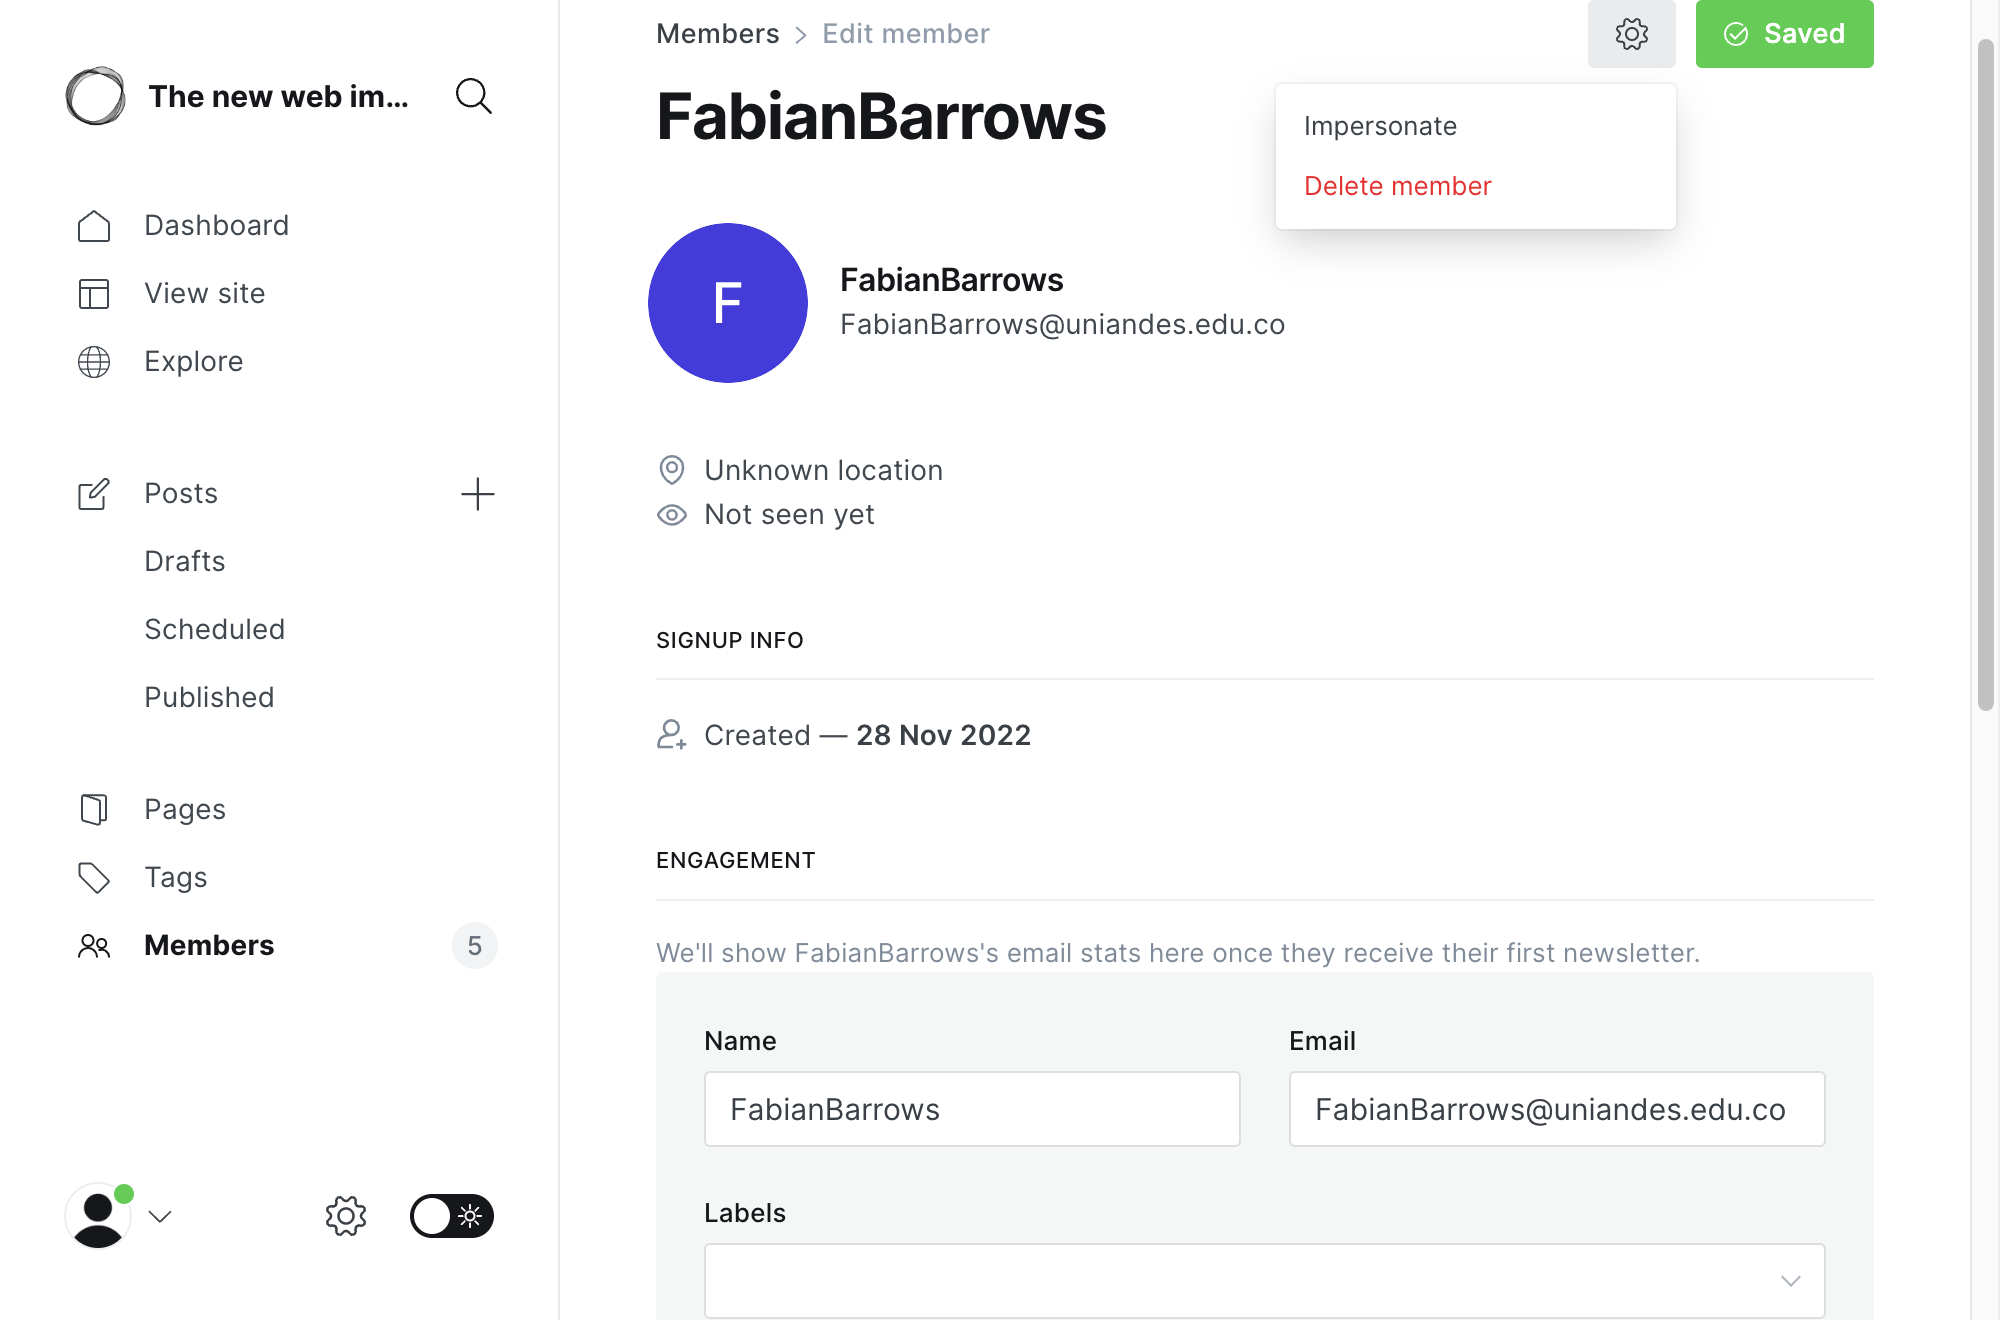 The new web im...
Dashboard
View site
Explore
Posts
Drafts
Scheduled
Published
Pages
Tags
Members
5
Members > Edit member
Saved
FabianBarrows
Impersonate
Delete member
F
FabianBarrows
FabianBarrows@uniandes.edu.co
Unknown location
Not seen yet
SIGNUP INFO
Created — 28 Nov 2022
ENGAGEMENT
We'll show FabianBarrows's email stats here once they receive their first newsletter.
Name
Email
FabianBarrows
FabianBarrows@uniandes.edu.co
Labels